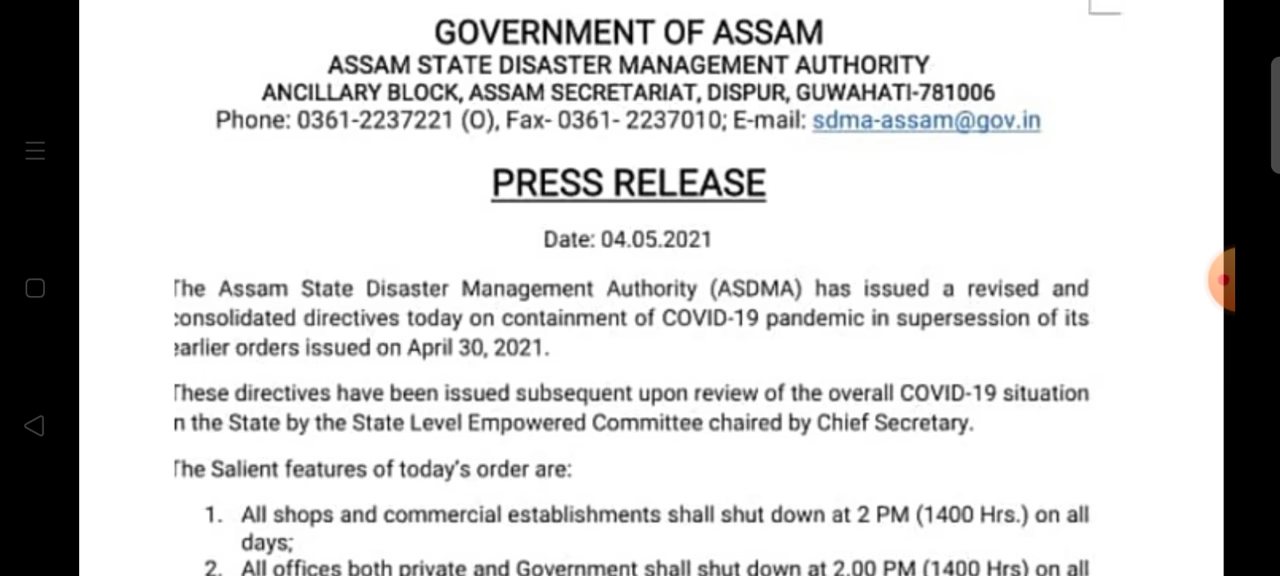 GOVERNMENT OF ASSAM
ASSAM STATE DISASTER MANAGEMENT AUTHORITY
ANCILLARY BLOCK, ASSAM SECRETARIAT, DISPUR, GUWAHATI-781006
Phone: 0361-2237221 (O), Fax- 0361- 2237010; E-mail: sdma-assam@gov.in
PRESS RELEASE
Date: 04.05.2021
The Assam State Disaster Management Authority (ASDMA) has issued a revised and
consolidated directives today on containment of COVID-19 pandemic in supersession of its
earlier orders issued on April 30, 2021.
These directives have been issued subsequent upon review of the overall COVID-19 situation
n the State by the State Level Empowered Committee chaired by Chief Secretary.
The Salient features of today's order are:
1. All shops and commercial establishments shall shut down at 2 PM (1400 Hrs.) on all
days;
2. All offices both private and Government shall shut down at 2.00 PM (1400 Hrs) on all